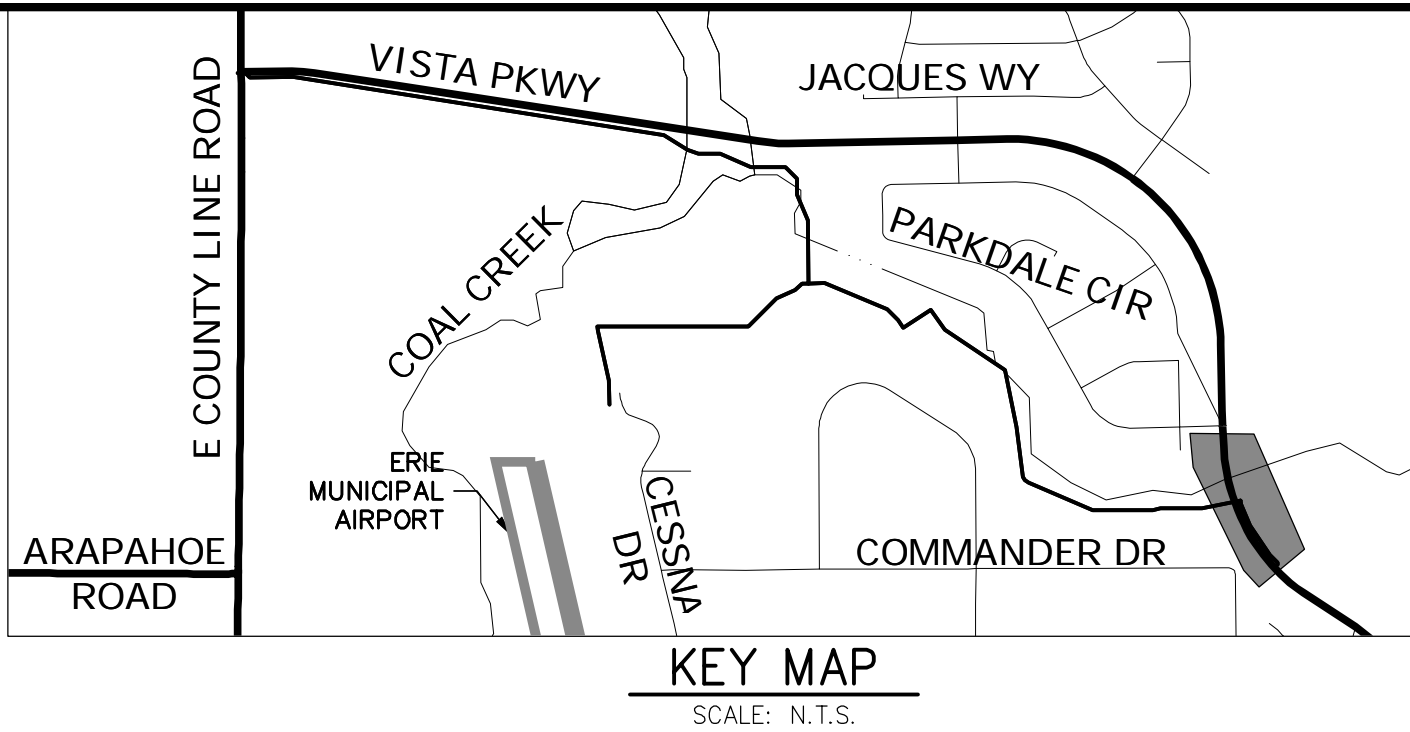 VISTA PKWY
JACQUES WY
E COUNTY LINE ROAD
PARKDALE CIR
COAL CREEK
ERIE
MUNICIPAL
AIRPORT
CESSNA
DR
COMMANDER DR
ARAPAHOE
ROAD
KEY MAP
SCALE: N.T.S.